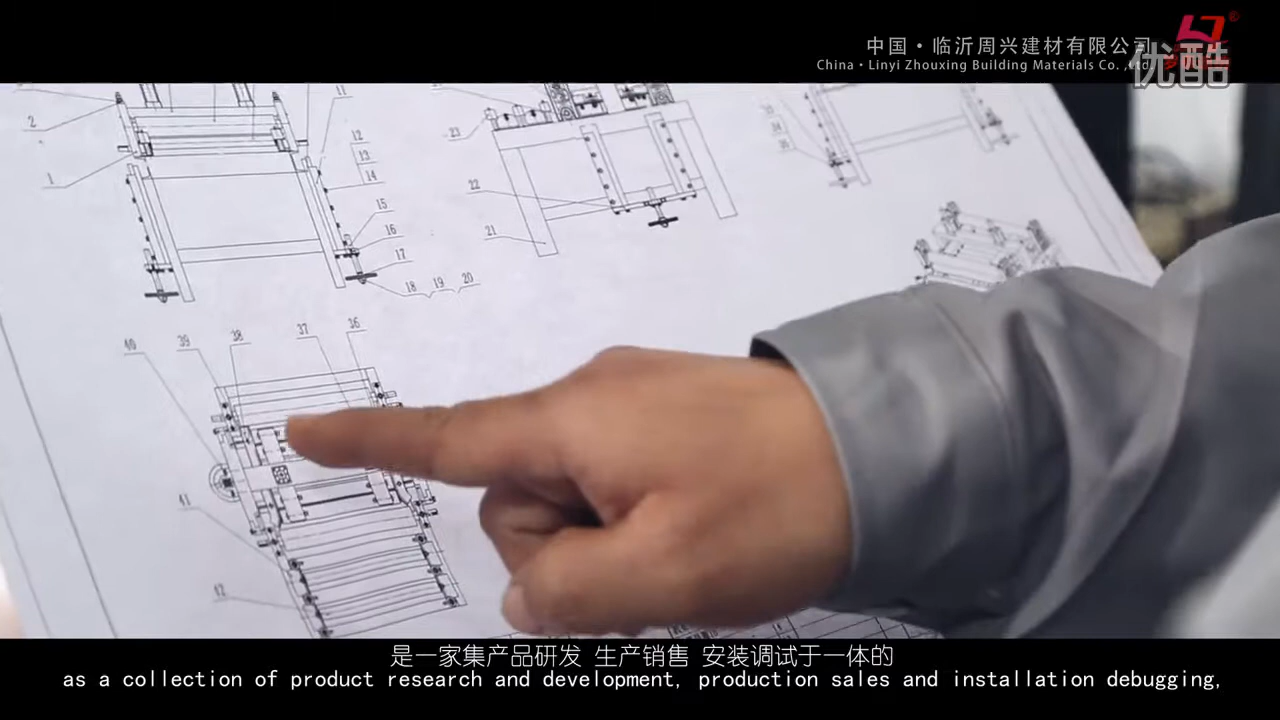 中国·临沂周兴建材有限公司
China·Linyi Zhouxing Building Materials Co.,Ltd
优酷
2
1
11
12
13
14
15
16
17
18 19 20
23
22
21
40 39 38 37 36
41
42
是一家集产品研发 生产销售 安装调试于一体的
as a collection of product research and development, production sales and installation debugging,